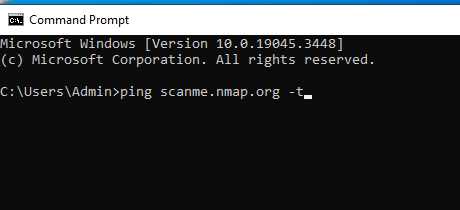 Command Prompt
Microsoft Windows [Version 10.0.19045.3448]
(c) Microsoft Corporation. All rights reserved.
C:\Users\Admin>ping scanme.nmap.org -t